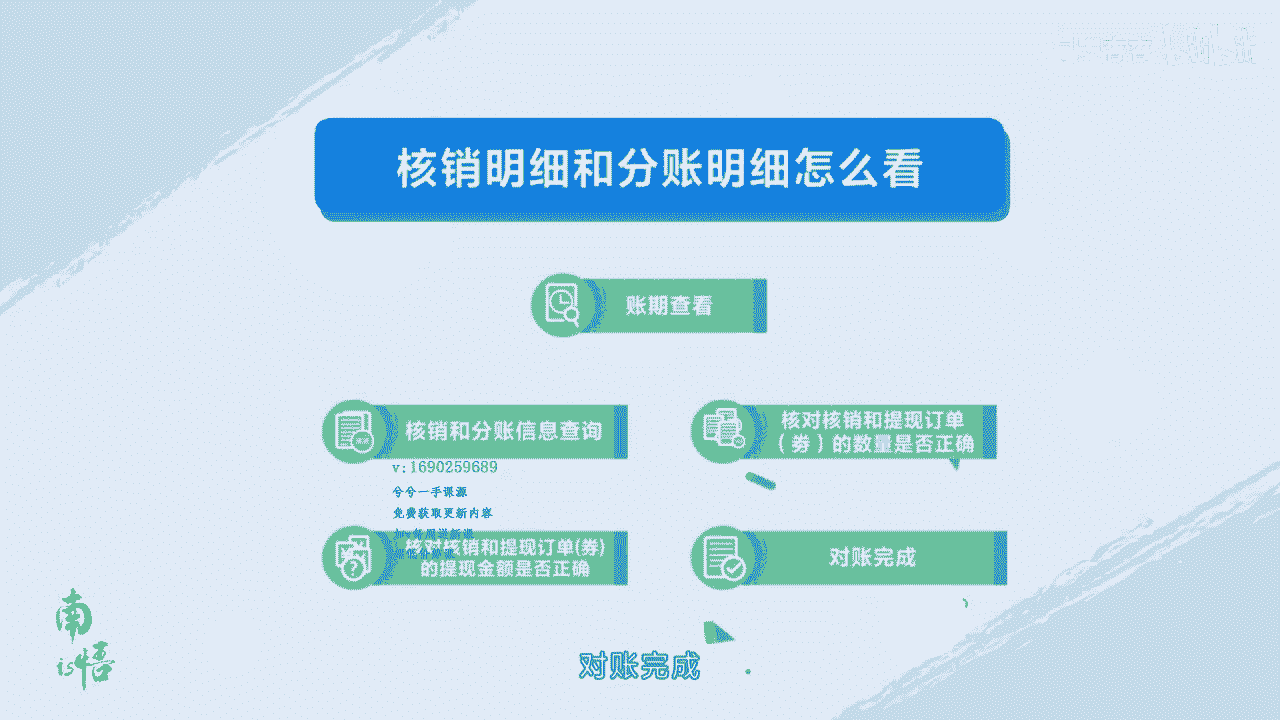 核销明细和分账明细怎么看
账期查看
核销和分账信息查询
核对核销和提现订单
（券）的数量是否正确
v:1690259689
兮兮一手课源
免费获取更新内容
核对核销和提现订单(券)
的提现金额是否正确
对账完成
南
is悟
对账完成